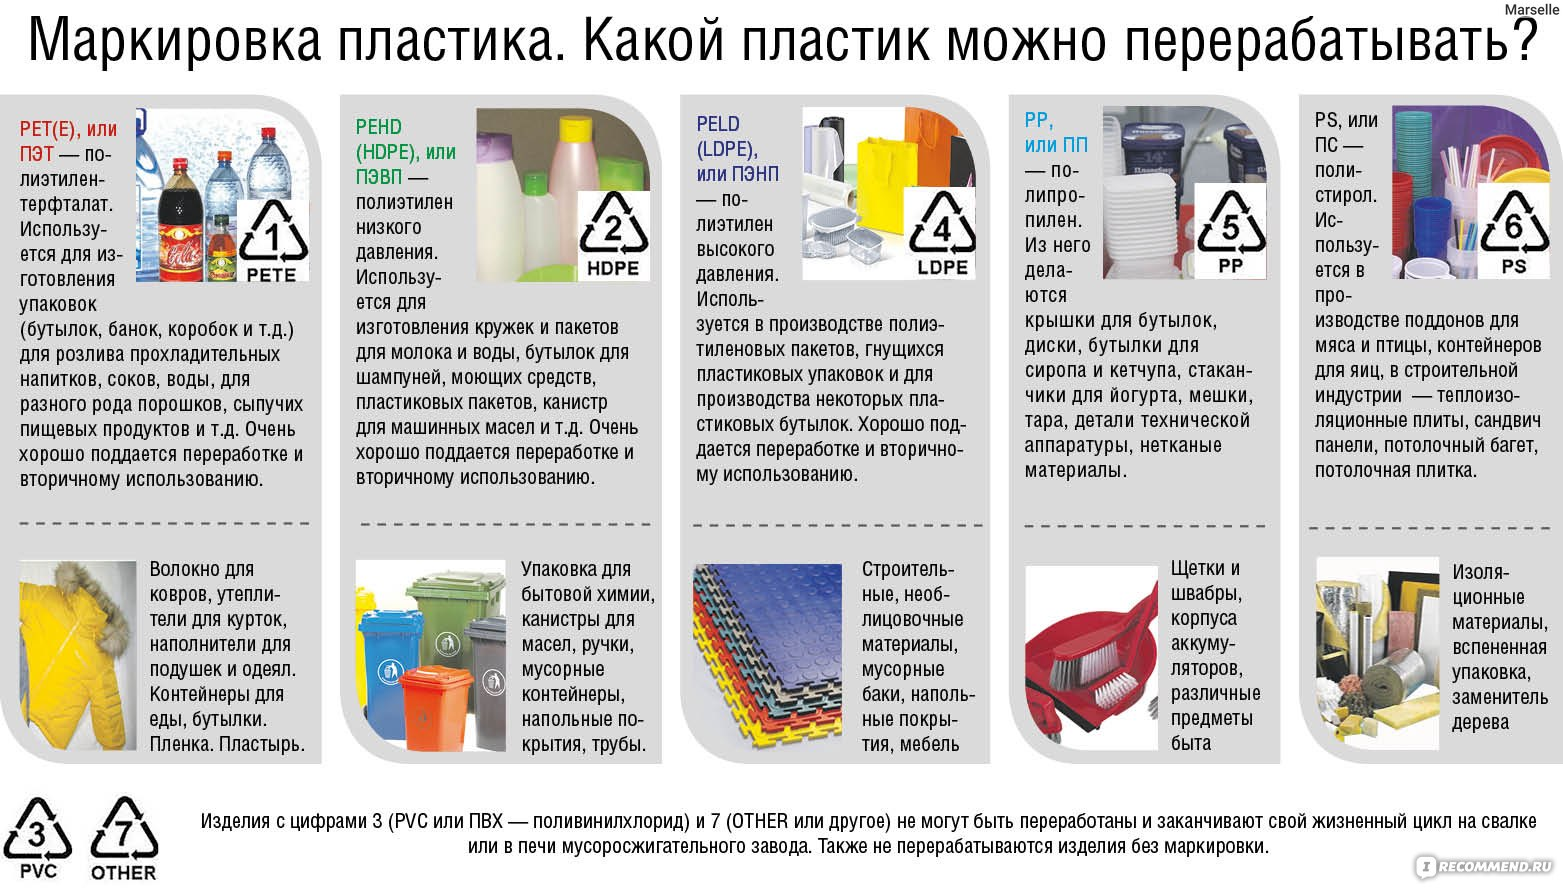 Marselle
Маркировка пластика. Какой пластик можно перерабатывать?
PET(E), или
ПЭТ — по-
лиэтилен-
терфталат.
Использу-
ется для из-
готовления
упаковок
(бутылок, банок, коробок и т.д.)
для розлива прохладительных
напитков, соков, воды, для
разного рода порошков, сыпучих
пищевых продуктов и т.д. Очень
хорошо поддается переработке и
вторичному использованию.
1
PETE
Волокно для
ковров, утепли-
тели для курток,
наполнители для
подушек и одеял.
Контейнеры для
еды, бутылки.
Пленка. Пластырь.
PEHD
(HDPE), или
ПЭВП —
полиэтилен
низкого
давления.
Использу-
ется для
изготовления кружек и пакетов
для молока и воды, бутылок для
шампуней, моющих средств,
пластиковых пакетов, канистр
для машинных масел и т.д. Очень
хорошо поддается переработке и
вторичному использованию.
2
HDPE
Упаковка для
бытовой химии,
канистры для
масел, ручки,
мусорные
контейнеры,
напольные по-
крытия, трубы.
PELD
(LDPE),
или ПЭНП
— по-
лиэтилен
высокого
давления.
Исполь-
зуется в производстве полиэ-
тиленовых пакетов, гнущихся
пластиковых упаковок и для
производства некоторых пла-
стиковых бутылок. Хорошо под-
дается переработке и вторично-
му использованию.
4
LDPE
Строитель-
ные, необ-
лицовочные
материалы,
мусорные
баки, наполь-
ные покры-
тия, мебель
PP,
или ПП
— по-
липро-
пилен.
Из него
дела-
ются
крышки для бутылок,
диски, бутылки для
сиропа и кетчупа, стакан-
чики для йогурта, мешки,
тара, детали технической
аппаратуры, нетканые
материалы.
5
PP
Щетки и
швабры,
корпуса
аккуму-
ляторов,
различные
предметы
быта
PS, или
ПС —
поли-
стирол.
Ис-
пользу-
ется в
про-
изводстве поддонов для
мяса и птицы, контейнеров
для яиц, в строительной
индустрии — теплоизо-
ляционные плиты, сандвич
панели, потолочный багет,
потолочная плитка.
6
PS
Изоля-
ционные
материалы,
вспененная
упаковка,
заменитель
дерева
3
PVC
7
OTHER
Изделия с цифрами 3 (PVC или ПВХ — поливинилхлорид) и 7 (OTHER или другое) не могут быть переработаны и заканчивают свой жизненный цикл на свалке
или в печи мусоросжигательного завода. Также не перерабатываются изделия без маркировки.
IRECOMMEND.RU